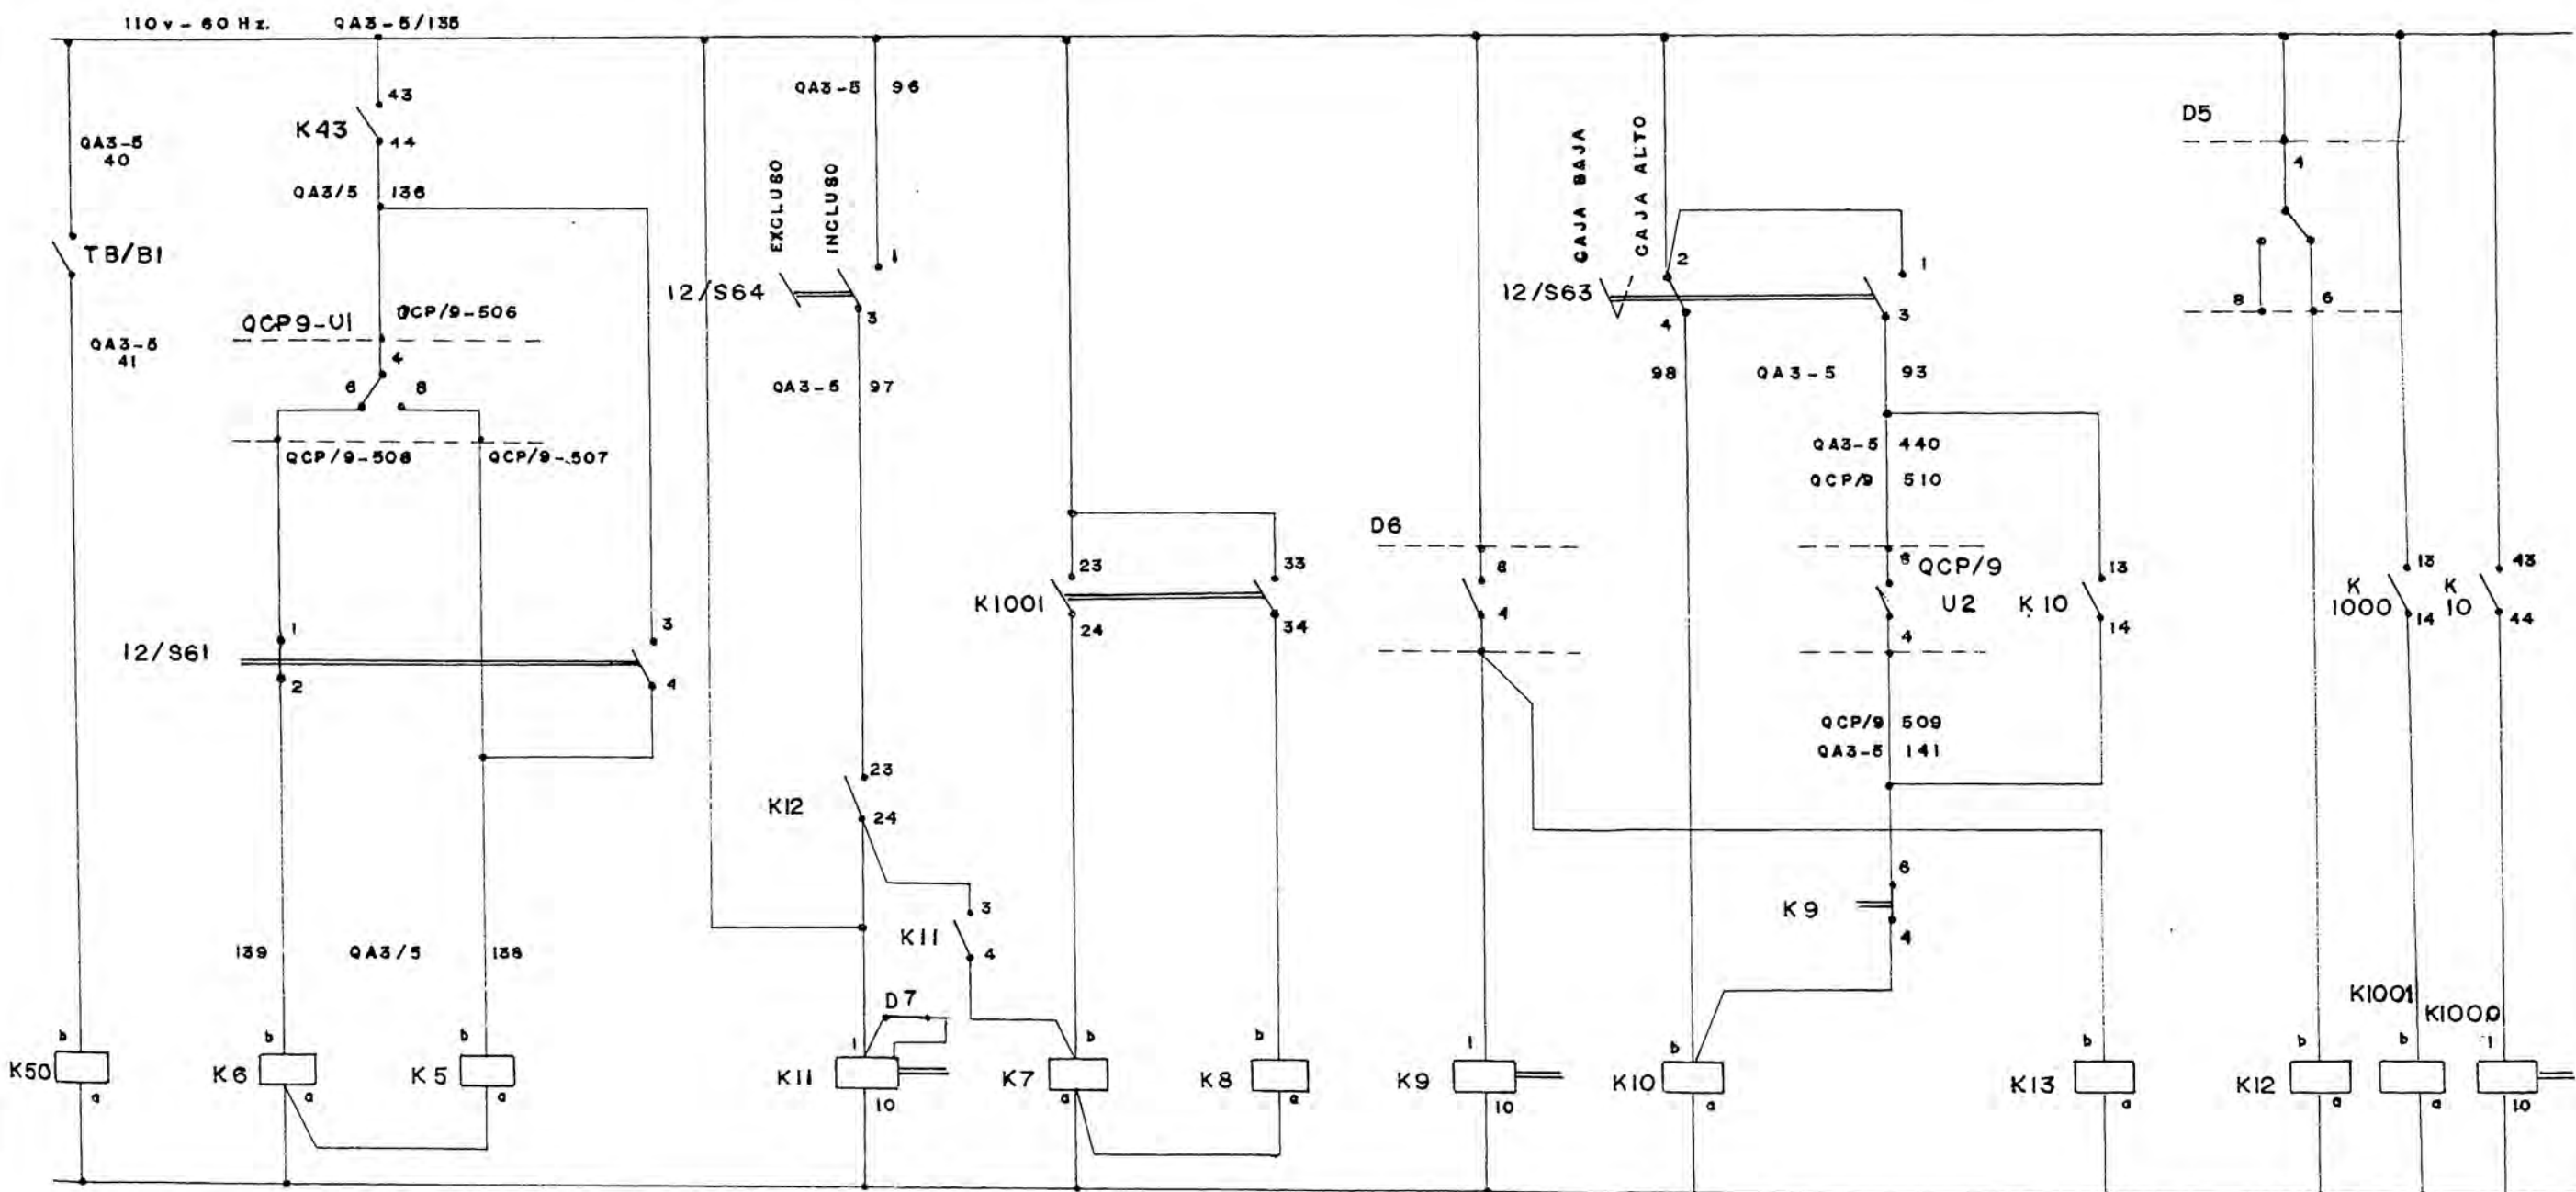 110 v - 60 Hz. QA3-5/135
QA3-5
40
TB/B1
QA3-5
41
K50
b
a
43
K43
44
QA3/5 136
QCP9-U1
QCP/9-506
4
6 8
QCP/9-508
QCP/9-507
1
12/S61
2
3
4
139 QA3/5 138
b
K6
a
b
K5
a
QA3-5 96
EXCLUSO
INCLUSO
1
12/S64
3
QA3-5 97
23
K12
24
3
K11
4
D7
1
K11
10
23
K1001
24
33
34
b
K7
a
b
K8
a
D6
8
4
1
K9
10
CAJA BAJA
CAJA ALTO
2
1
12/S63
4
3
98 QA3-5 93
QA3-5 440
QCP/9 510
QCP/9
U2
4
13
K10
14
QCP/9 509
QA3-5 141
6
K9
4
b
K10
a
b
K13
a
D5
4
8 6
13
K
1000
14
43
K
10
44
K1001
K1000
b
K12
a
b
a
1
10